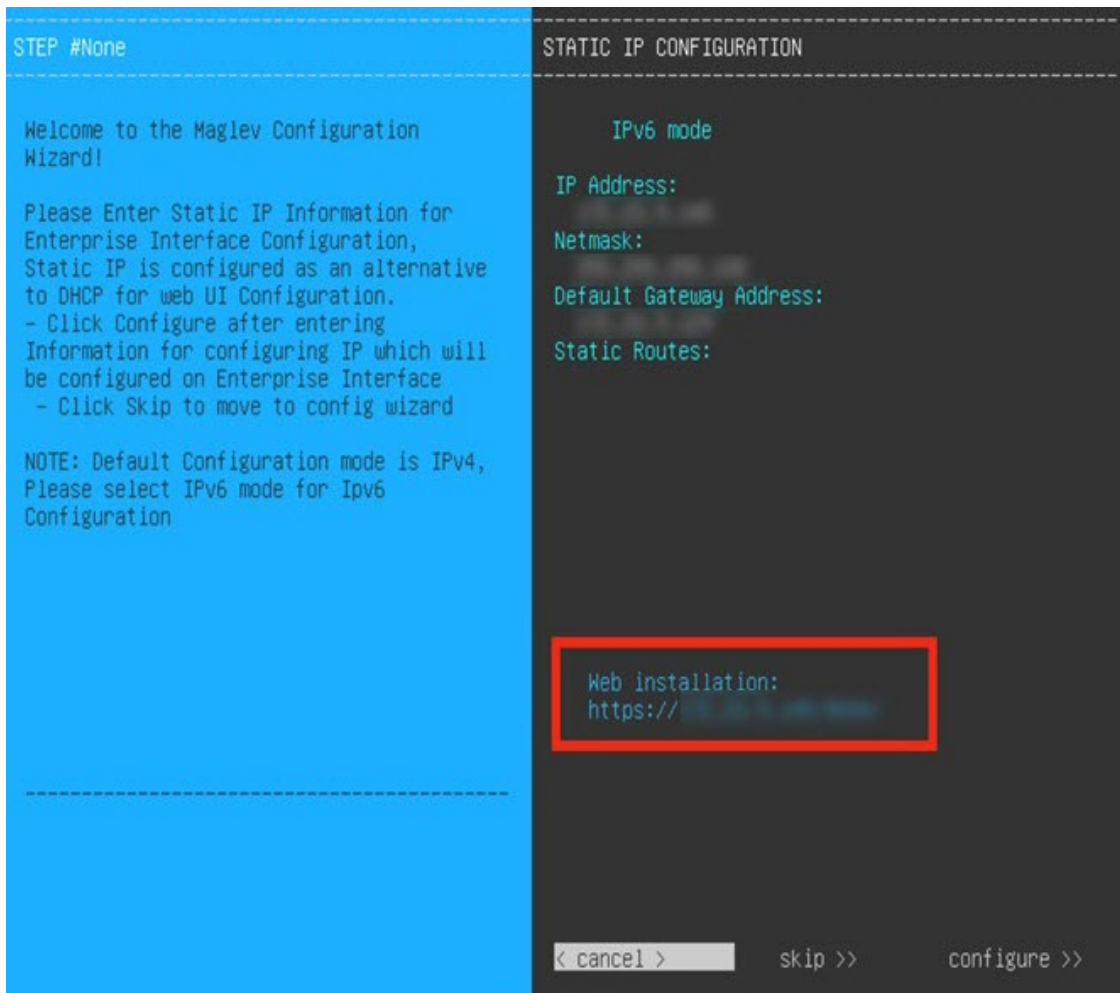 STEP #None
Welcome to the Maglev Configuration
Wizard!
Please Enter Static IP Information for
Enterprise Interface Configuration,
Static IP is configured as an alternative
to DHCP for web UI Configuration.
- Click Configure after entering
Information for configuring IP which will
be configured on Enterprise Interface
- Click Skip to move to config wizard
NOTE: Default Configuration mode is IPv4,
Please select IPv6 mode for Ipv6
Configuration
STATIC IP CONFIGURATION
IPv6 mode
IP Address:
Netmask:
Default Gateway Address:
Static Routes:
Web installation:
https://
< cancel >
skip >>
configure >>